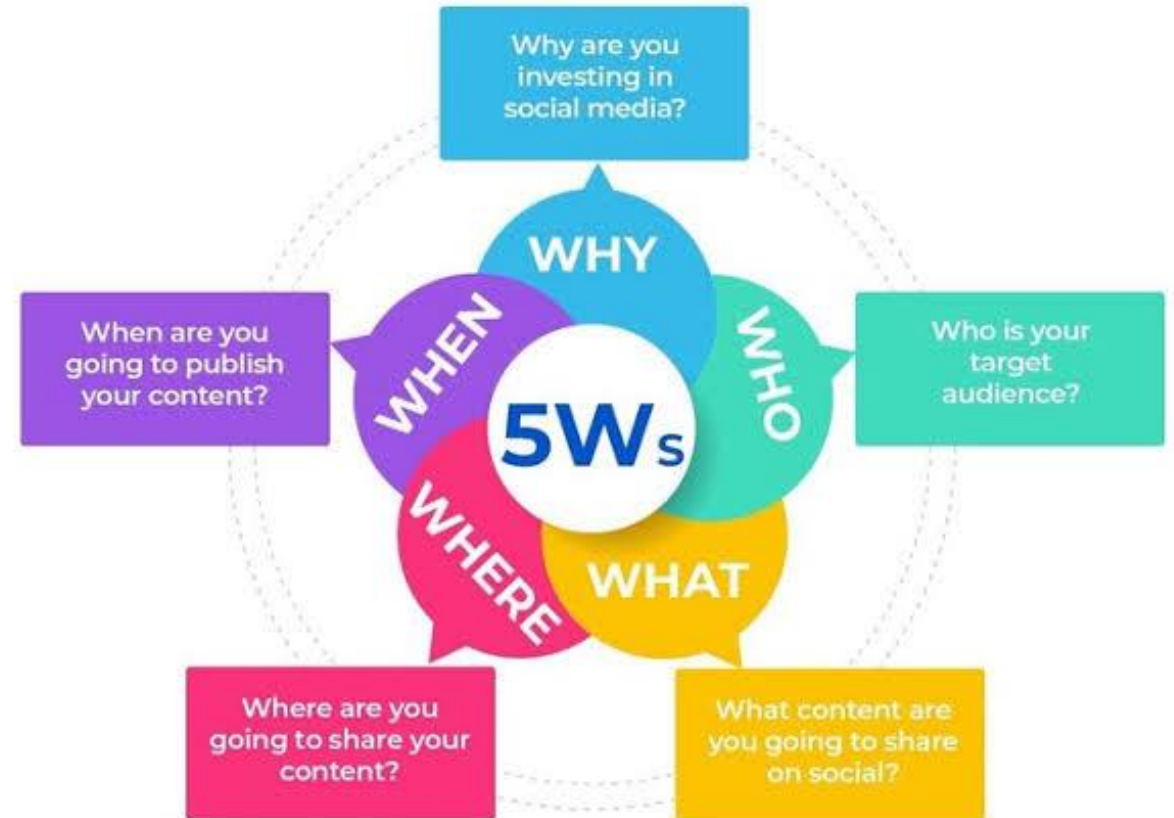 Why are you
investing in
social media?
WHY
WHEN
When are you
going to publish
your content?
WHO
Who is your
target
audience?
5Ws
WHERE
WHAT
Where are you
going to share your
content?
What content are
you going to share
on social?